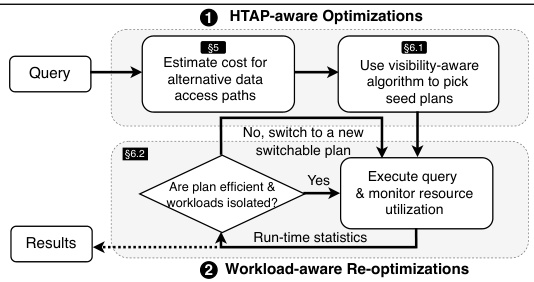 1 HTAP-aware Optimizations
Query
§5
Estimate cost for
alternative data
access paths
§6.1
Use visibility-aware
algorithm to pick
seed plans
§6.2
No, switch to a new
switchable plan
Are plan efficient &
workloads isolated?
Yes
Execute query
& monitor resource
utilization
Run-time statistics
Results
2 Workload-aware Re-optimizations